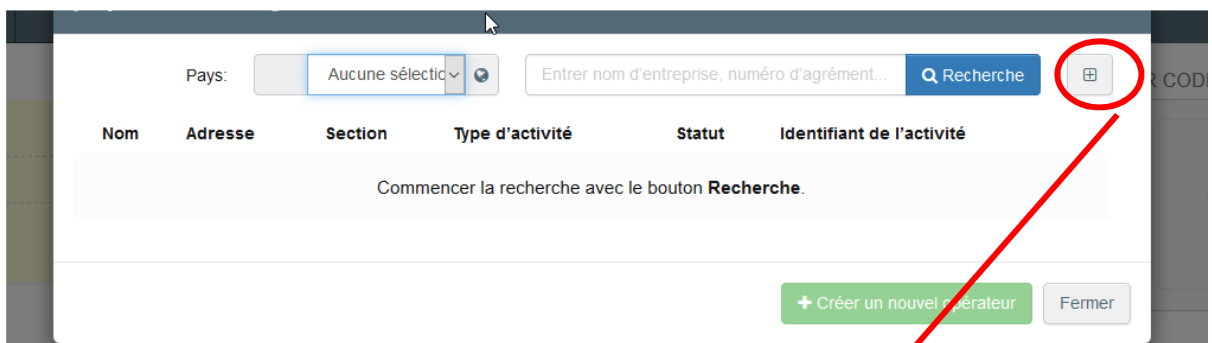 Pays: Aucune sélectio Entrer nom d'entreprise, numéro d'agrément... Recherche
R CODE
Nom Adresse Section Type d'activité Statut Identifiant de l'activité
Commencer la recherche avec le bouton Recherche.
+ Créer un nouvel opérateur Fermer